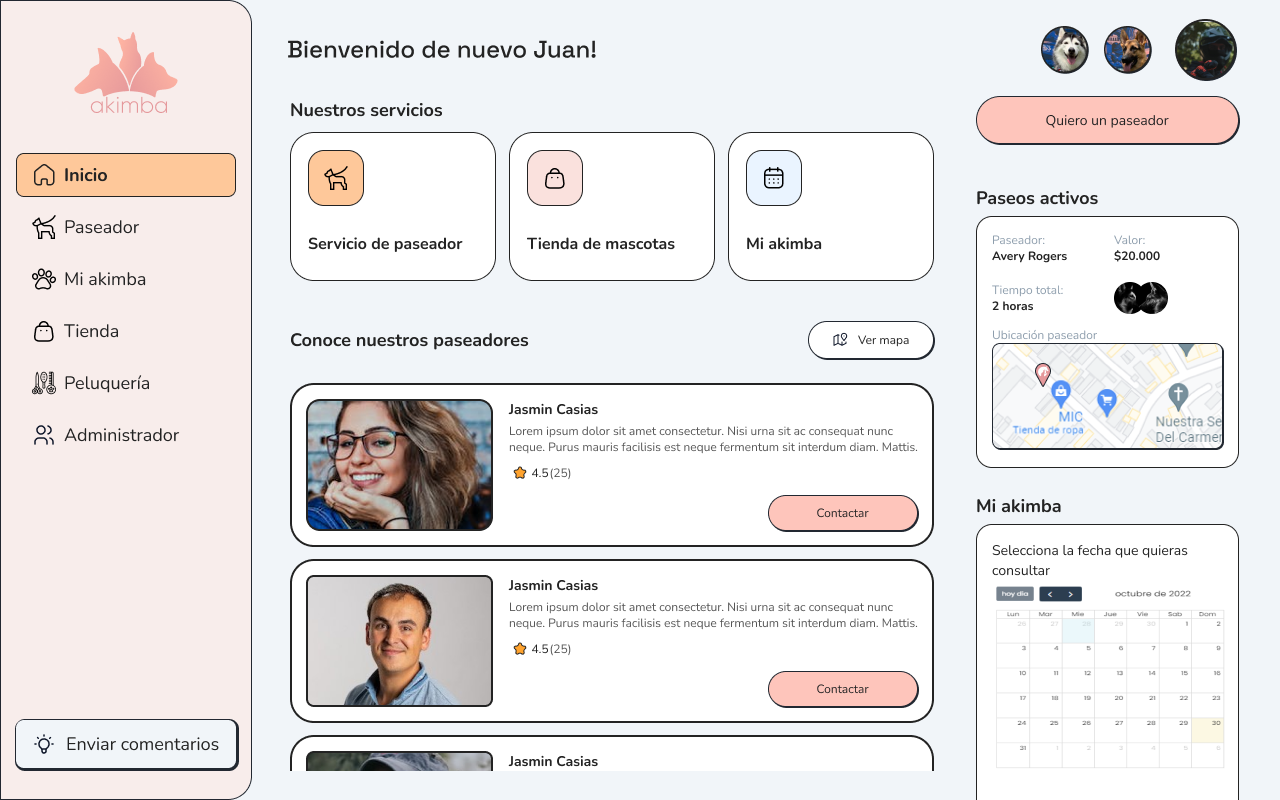 akimba
Inicio
Paseador
Mi akimba
Tienda
Peluquería
Administrador
Enviar comentarios
Bienvenido de nuevo Juan!
Nuestros servicios
Servicio de paseador
Tienda de mascotas
Mi akimba
Conoce nuestros paseadores
Ver mapa
Jasmin Casias
Lorem ipsum dolor sit amet consectetur. Nisi urna sit ac consequat nunc
neque. Purus mauris facilisis est neque fermentum sit interdum diam. Mattis.
4.5(25)
Contactar
Jasmin Casias
Lorem ipsum dolor sit amet consectetur. Nisi urna sit ac consequat nunc
neque. Purus mauris facilisis est neque fermentum sit interdum diam. Mattis.
4.5(25)
Contactar
Jasmin Casias
Quiero un paseador
Paseos activos
Paseador: Valor:
Avery Rogers $20.000
Tiempo total:
2 horas
Ubicación paseador
MIC
Tienda de ropa
Nuestra Se
Del Carmer
Mi akimba
Selecciona la fecha que quieras
consultar
hoy día < > octubre de 2022
Lun Mar Mie Jue Vie Sab Dom
26 27 28 29 30 1 2
3 4 5 6 7 8 9
10 11 12 13 14 15 16
17 18 19 20 21 22 23
24 25 26 27 28 29 30
31 1 2 3 4 5 6